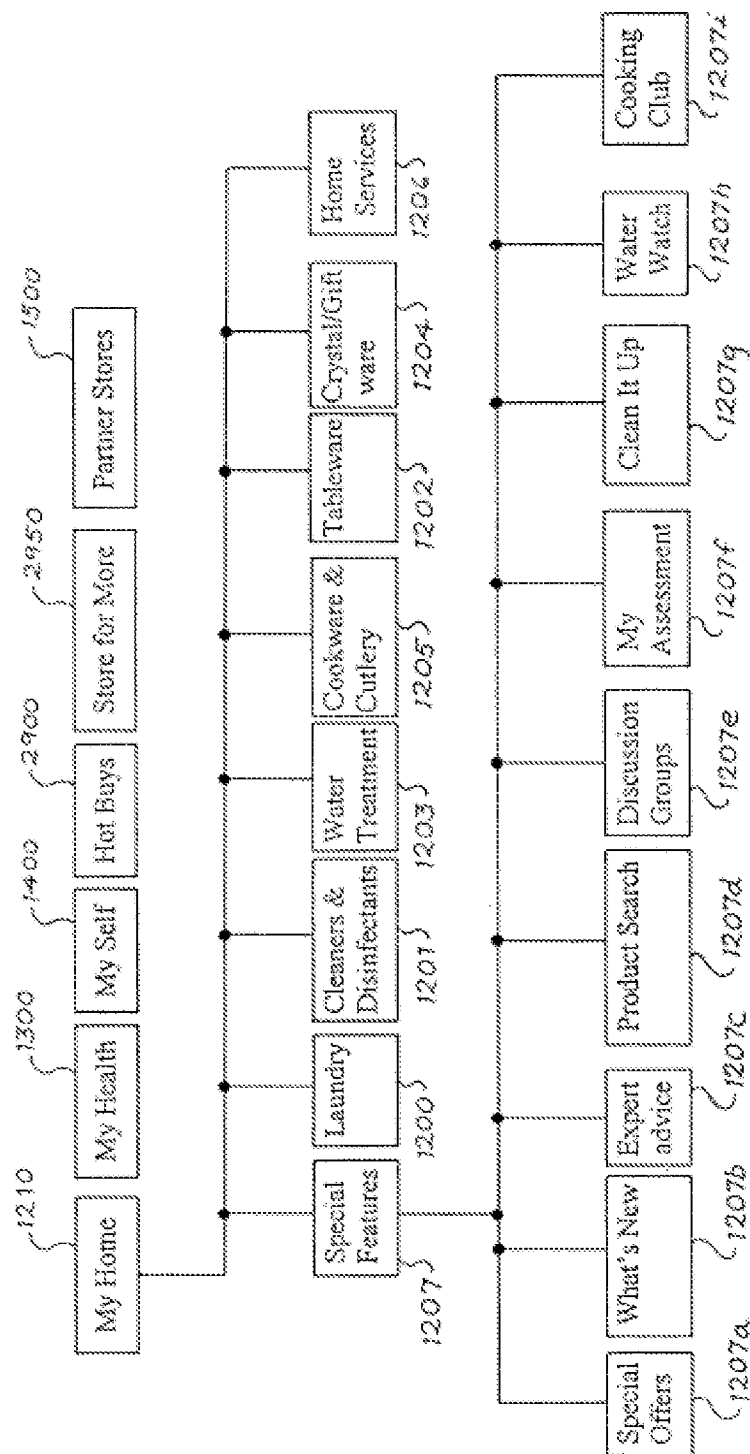 1210
1300
1400
2900
2950
1500
My Home
My Health
My Self
Hot Buys
Store for More
Partner Stores
Special
Features
Laundry
Cleaners &
Disinfectants
Water
Treatment
Cookware &
Cutlery
Tableware
Crystal/Gift
ware
Home
Services
1207
1200
1201
1203
1205
1202
1204
1206
Special
Offers
What's New
Expert
advice
Product Search
Discussion
Groups
My
Assessment
Clean It Up
Water
Watch
Cooking
Club
1207a
1207b
1207c
1207d
1207e
1207f
1207g
1207h
1207i